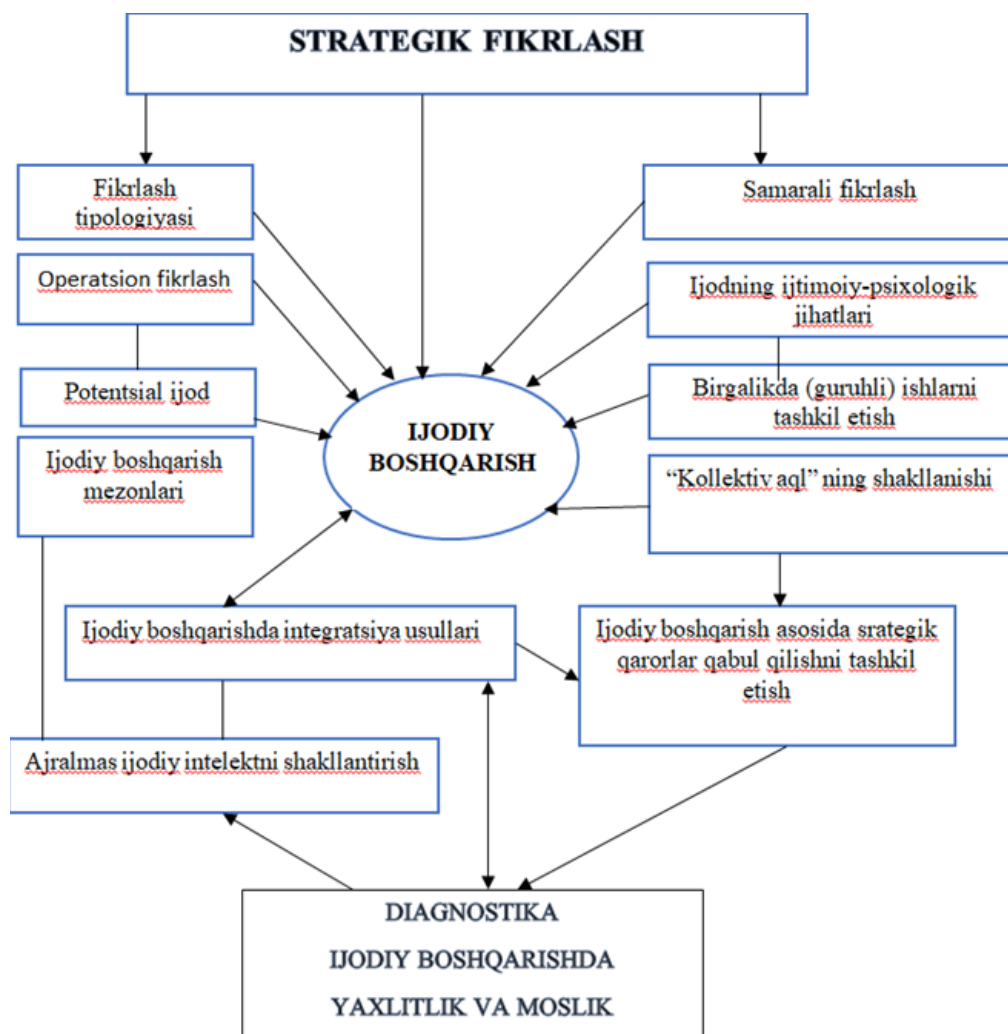 STRATEGIK FIKRLASH
Fikrlash
tipologiyasi
Samarali fikrlash
Operatsion fikrlash
Ijodning ijtimoiy-psixologik
jihatlari
Potentsial ijod
Birgalikda (guruhli) ishlarni
tashkil etish
IJODIY
BOSHQARISH
Ijodiy boshqarish
mezonlari
“Kollektiv aql” ning shakllanishi
Ijodiy boshqarishda integratsiya usullari
Ijodiy boshqarish asosida srategik
qarorlar qabul qilishni tashkil
etish
Ajralmas ijodiy intelektni shakllantirish
DIAGNOSTIKA
IJODIY BOSHQARISHDA
YAXLITLIK VA MOSLIK